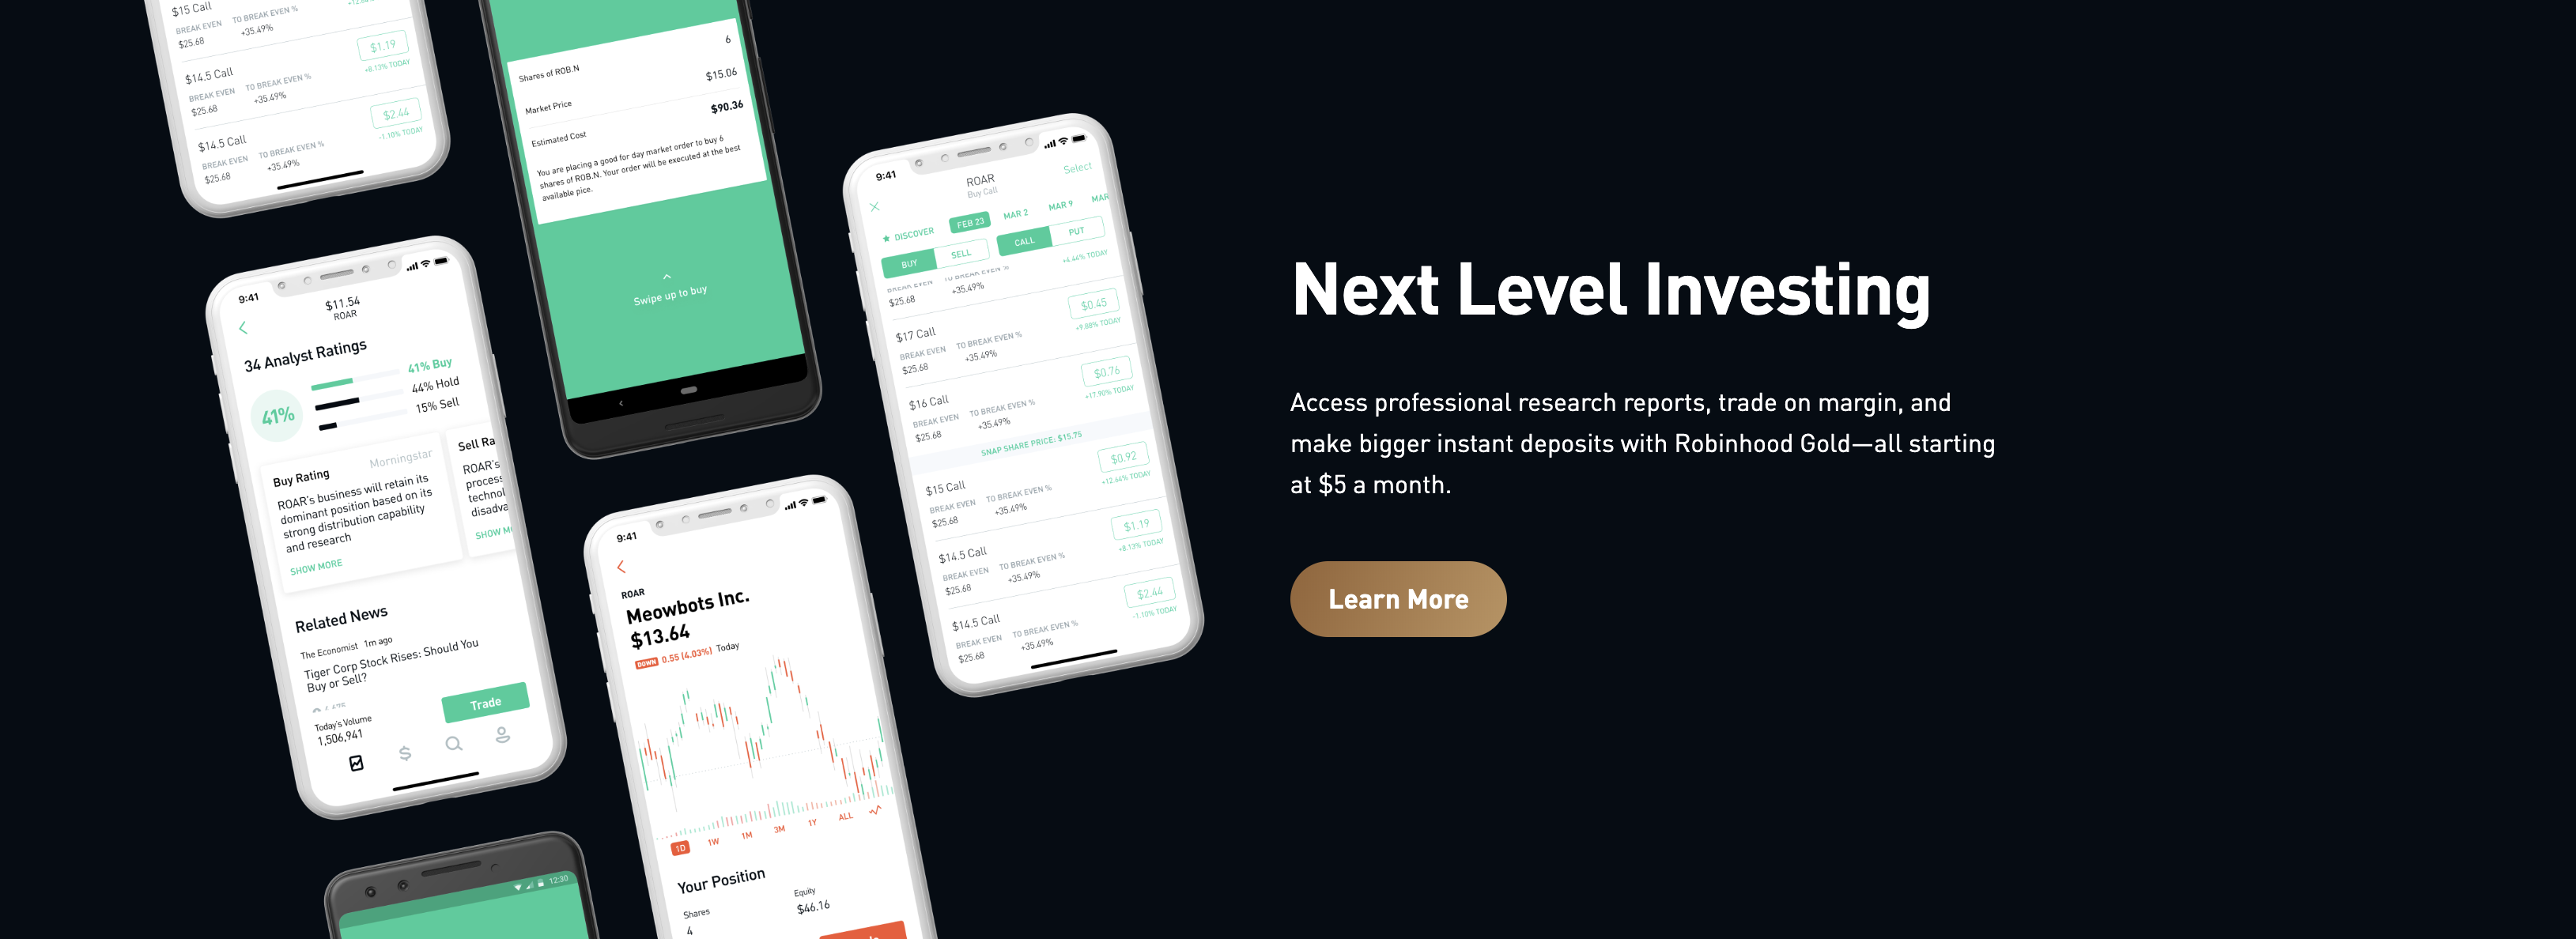 $15 Call
BREAK EVEN TO BREAK EVEN %
$25.68 +35.49%
$14.5 Call
$1.19
+8.13% TODAY
BREAK EVEN TO BREAK EVEN %
$25.68 +35.49%
$14.5 Call
$2.44
-1.10% TODAY
BREAK EVEN TO BREAK EVEN %
$25.68 +35.49%
Shares of ROB.N 6
Market Price $15.06
Estimated Cost $90.36
You are placing a good for day market order to buy 6
shares of ROB.N. Your order will be executed at the best
available pice.
Swipe up to buy
9:41
$11.54
ROAR
34 Analyst Ratings
41%
41% Buy
44% Hold
15% Sell
Buy Rating Morningstar
ROAR's business will retain its
dominant position based on its
strong distribution capability
and research
SHOW MORE
Sell Ra
ROAR's
process
technol
disadva
SHOW MO
Related News
The Economist 1m ago
Tiger Corp Stock Rises: Should You
Buy or Sell?
Today's Volume
1,506,941
Trade
12:30
9:41
ROAR
Meowbots Inc.
$13.64
DOWN 0.55 (4.03%) Today
1D 1W 1M 3M 1Y ALL
Your Position
Shares
4
Equity
$46.16
9:41
ROAR
Buy Call
Select
DISCOVER FEB 23 MAR 2 MAR 9 MAR
BUY SELL CALL PUT
BREAK EVEN TO BREAK EVEN %
$25.68 +35.49%
+4.44% TODAY
$17 Call
$0.45
+9.88% TODAY
BREAK EVEN TO BREAK EVEN %
$25.68 +35.49%
$16 Call
$0.76
+17.90% TODAY
BREAK EVEN TO BREAK EVEN %
$25.68 +35.49%
SNAP SHARE PRICE: $15.75
$15 Call
$0.92
+12.64% TODAY
BREAK EVEN TO BREAK EVEN %
$25.68 +35.49%
$14.5 Call
$1.19
+8.13% TODAY
BREAK EVEN TO BREAK EVEN %
$25.68 +35.49%
$14.5 Call
$2.44
-1.10% TODAY
BREAK EVEN TO BREAK EVEN %
$25.68 +35.49%
Next Level Investing
Access professional research reports, trade on margin, and
make bigger instant deposits with Robinhood Gold—all starting
at $5 a month.
Learn More